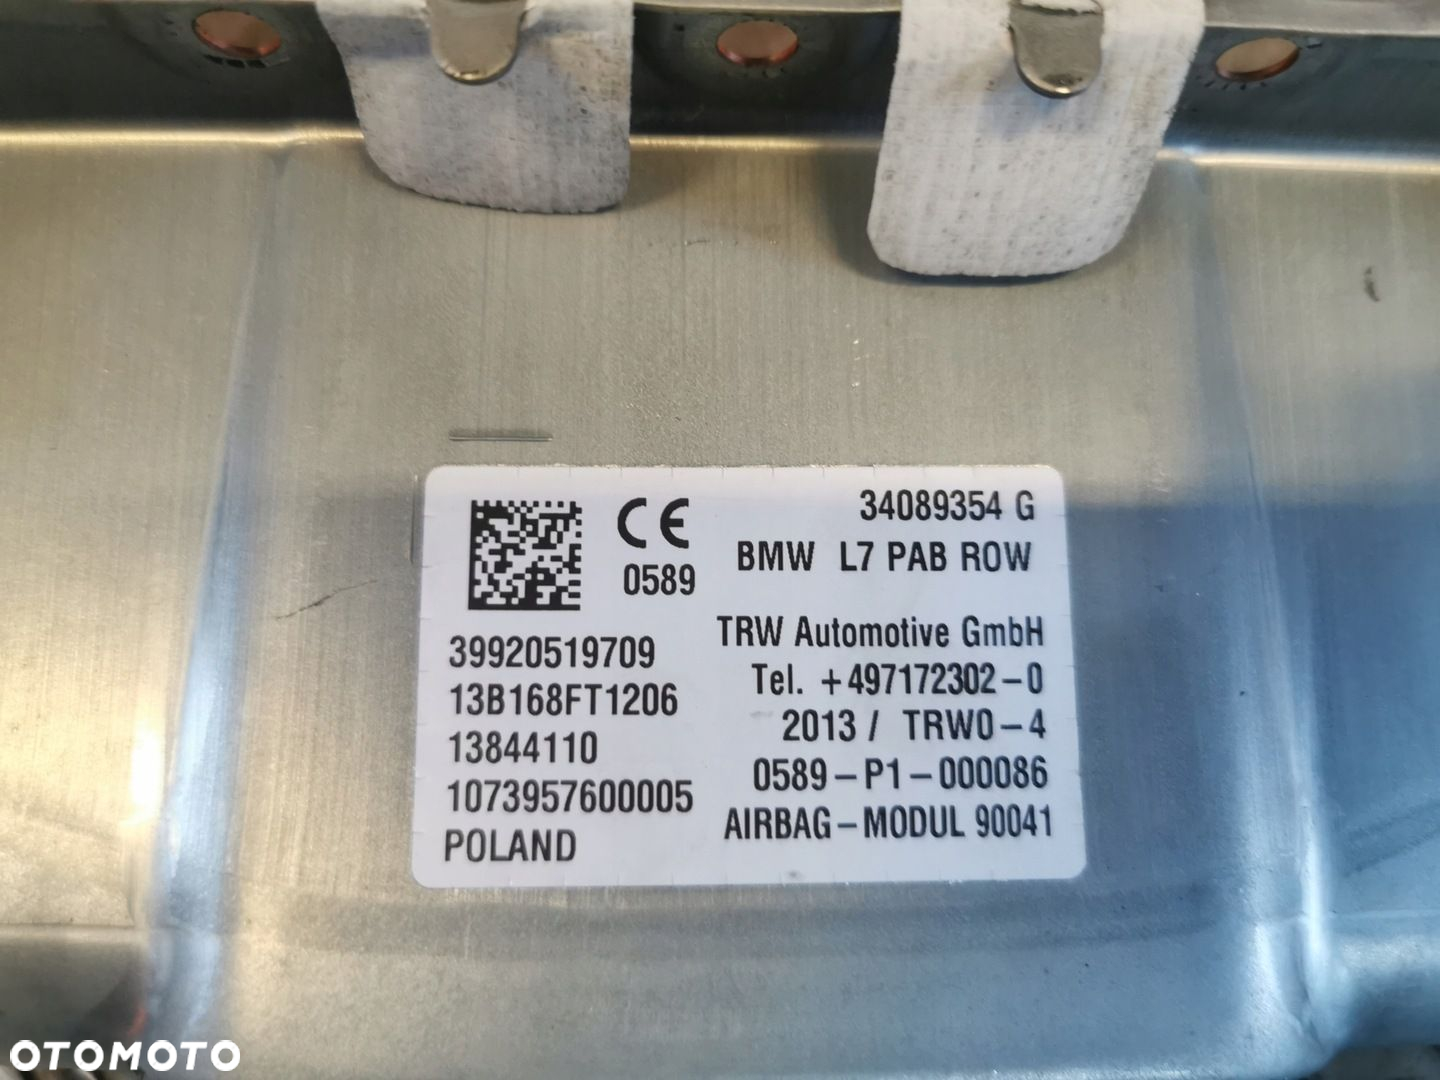 CE
0589
34089354 G
BMW L7 PAB ROW
39920519709
13B168FT1206
13844110
1073957600005
POLAND
TRW Automotive GmbH
Tel. +497172302-0
2013 / TRW0-4
0589-P1-000086
AIRBAG-MODUL 90041
OTOMOTO